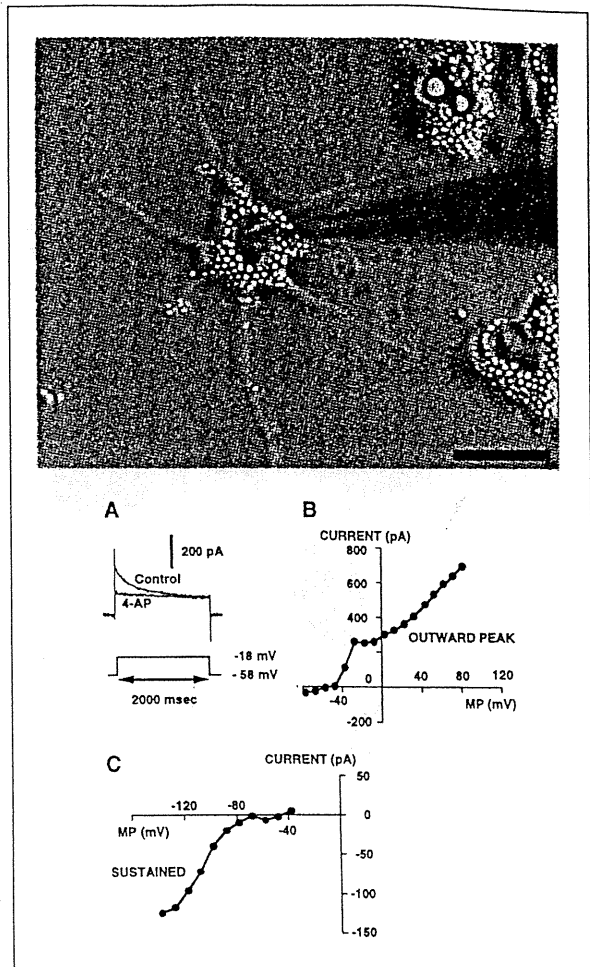 A
200 pA
Control
4-AP
-18 mV
-58 mV
2000 msec
B
CURRENT (pA)
800
600
400
200
0
-200
-40
40
80
120
MP (mV)
OUTWARD PEAK
C
CURRENT (pA)
50
0
-50
-100
-150
-120
-80
-40
MP (mV)
SUSTAINED